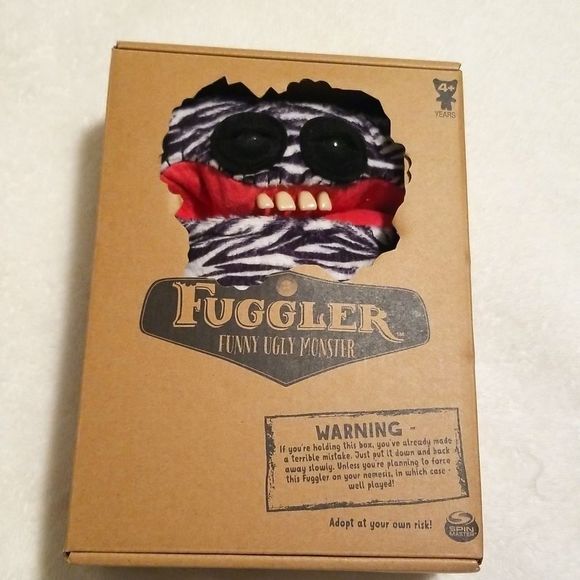 4+
YEARS
FUGGLER™
FUNNY UGLY MONSTER
WARNING -
If you're holding this box, you've already made
a terrible mistake. Just put it down and back
away slowly. Unless you're planning to force
this Fuggler on your nemesis, in which case -
well played!
Adopt at your own risk!
SPIN
MASTER™